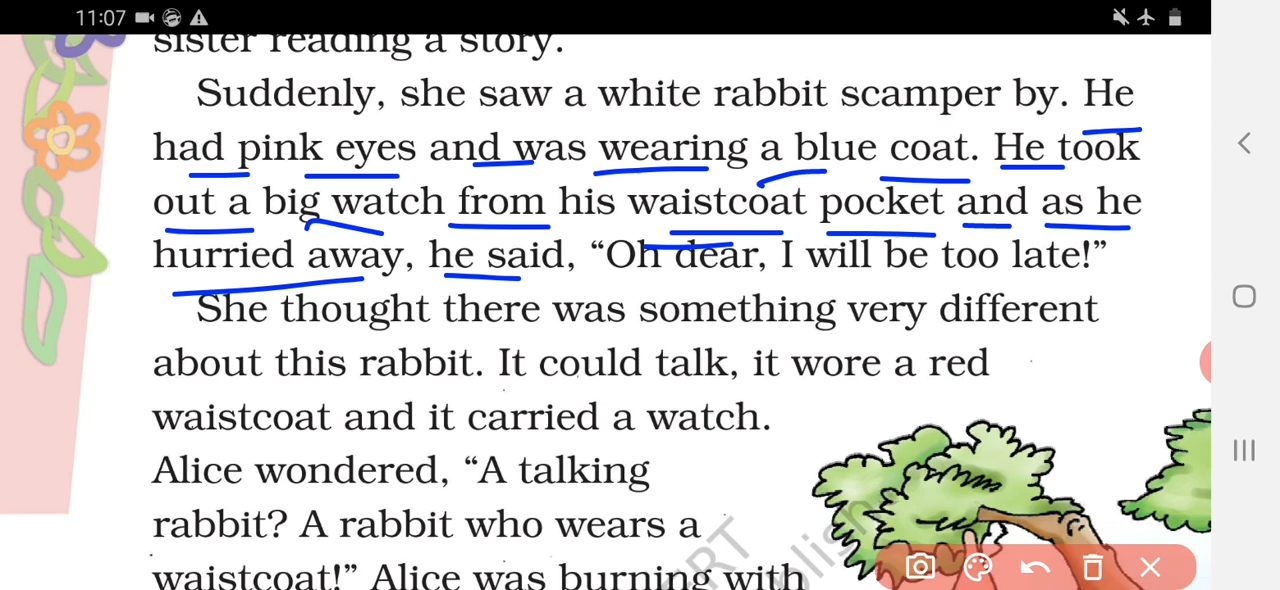 11:07
sister reading a story.
Suddenly, she saw a white rabbit scamper by. He
had pink eyes and was wearing a blue coat. He took
out a big watch from his waistcoat pocket and as he
hurried away, he said, “Oh dear, I will be too late!”
She thought there was something very different
about this rabbit. It could talk, it wore a red
waistcoat and it carried a watch.
Alice wondered, “A talking
rabbit? A rabbit who wears a
waistcoat!” Alice was burning with